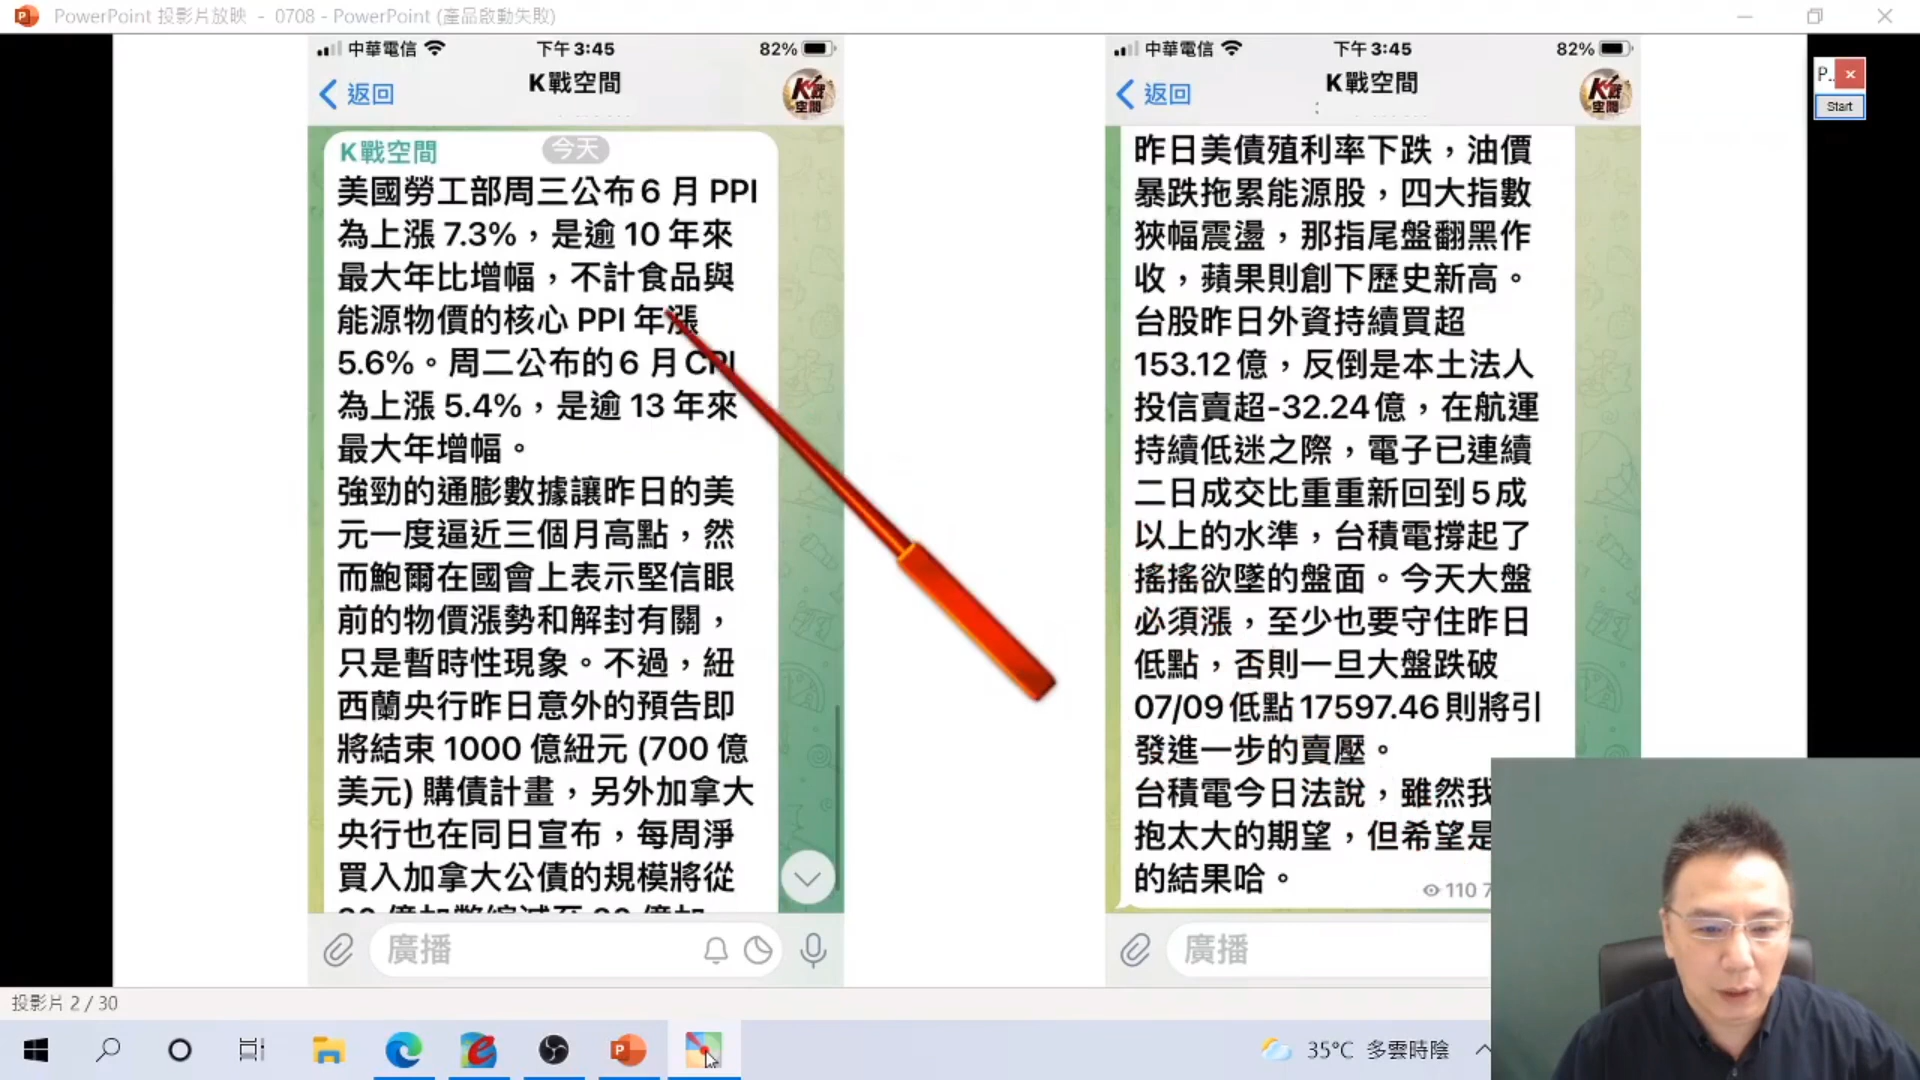 PowerPoint 投影片放映 - 0708 - PowerPoint (產品啟動失敗)
中華電信 下午3:45 82%
返回
K戰空間
K戰空間
今天
美國勞工部周三公布6 月 PPI
為上漲 7.3%，是逾 10 年來
最大年比增幅，不計食品與
能源物價的核心 PPI 年漲
5.6%。周二公布的 6 月 CPI
為上漲 5.4%，是逾 13 年來
最大年增幅。
強勁的通膨數據讓昨日的美
元一度逼近三個月高點，然
而鮑爾在國會上表示堅信眼
前的物價漲勢和解封有關，
只是暫時性現象。不過，紐
西蘭央行昨日意外的預告即
將結束 1000 億紐元 (700 億
美元) 購債計畫，另外加拿大
央行也在同日宣布，每周淨
買入加拿大公債的規模將從
廣播
中華電信 下午3:45 82%
返回
K戰空間
K戰空間
昨日美債殖利率下跌，油價
暴跌拖累能源股，四大指數
狹幅震盪，那指尾盤翻黑作
收，蘋果則創下歷史新高。
台股昨日外資持續買超
153.12億，反倒是本土法人
投信賣超-32.24億，在航運
持續低迷之際，電子已連續
二日成交比重重新回到5成
以上的水準，台積電撐起了
搖搖欲墜的盤面。今天大盤
必須漲，至少也要守住昨日
低點，否則一旦大盤跌破
07/09低點17597.46則將引
發進一步的賣壓。
台積電今日法說，雖然我
抱太大的期望，但希望是
的結果哈。
110
廣播
P..
Start
投影片 2 / 30
35°C 多雲時陰